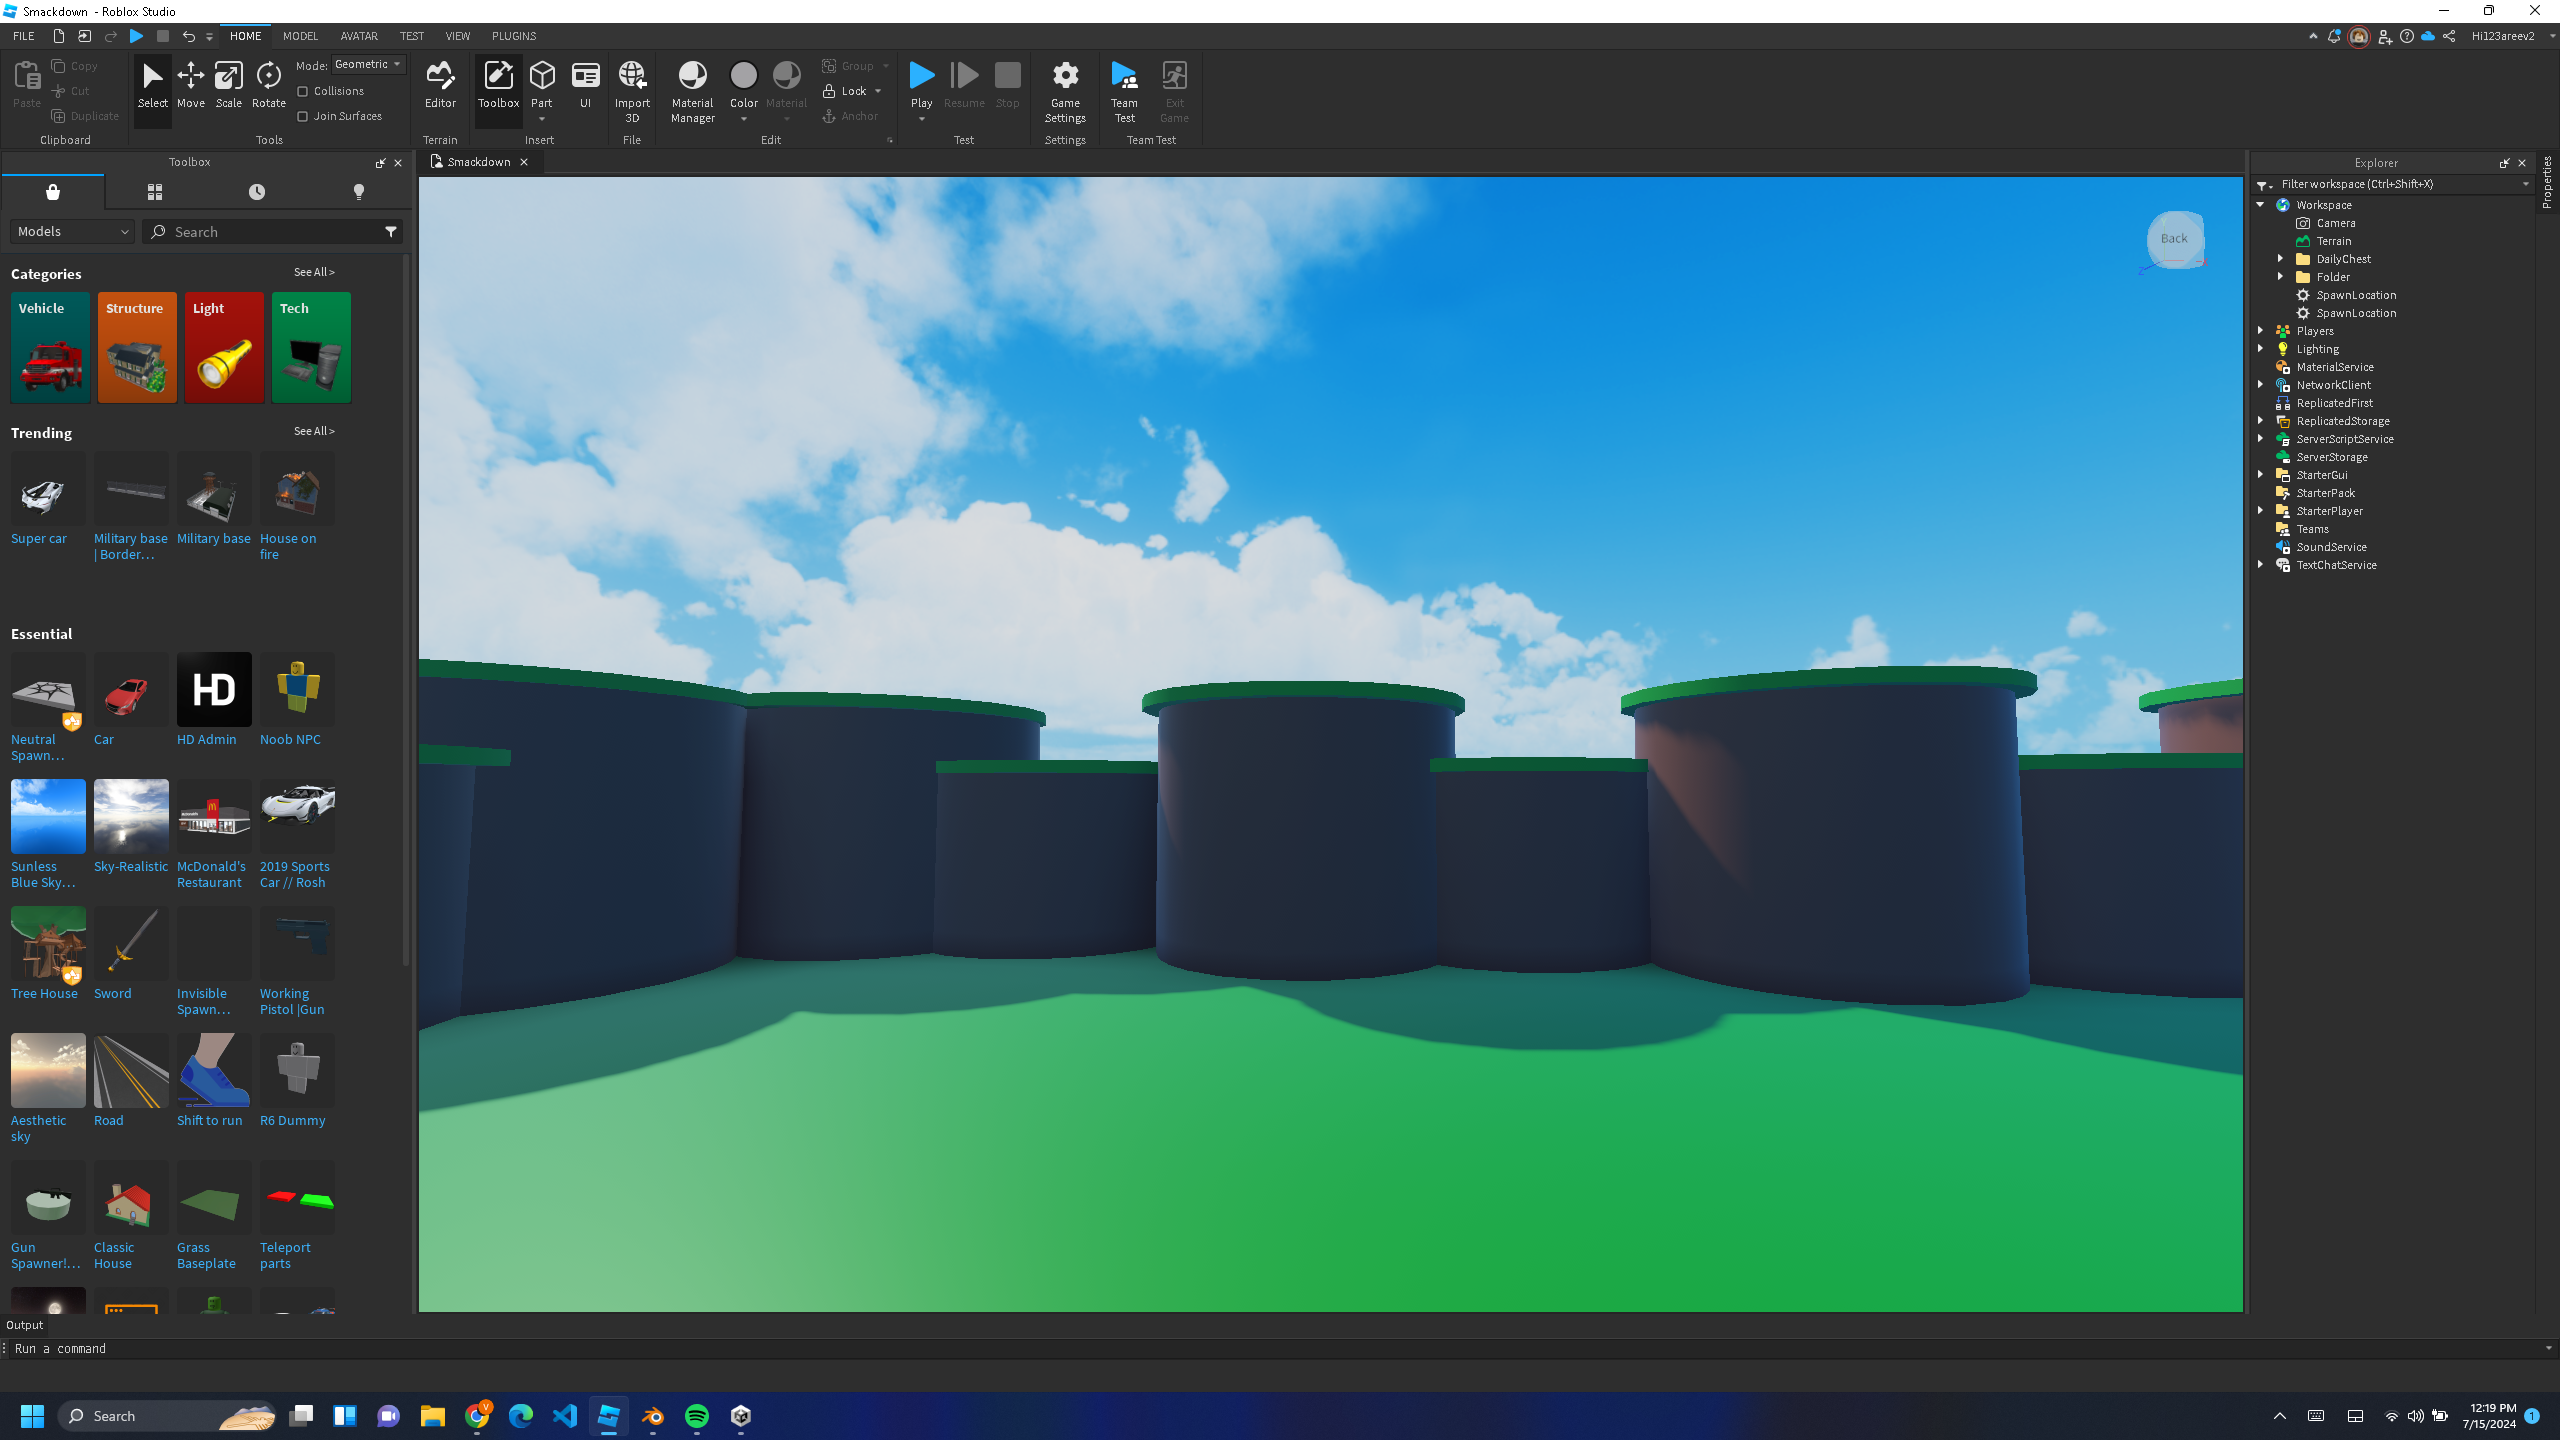 Smackdown - Roblox Studio
FILE
HOME
MODEL
AVATAR
TEST
VIEW
PLUGINS
Hi123areev2
Paste
Copy
Cut
Duplicate
Clipboard
Select
Move
Scale
Rotate
Mode:
Geometric
Collisions
Join Surfaces
Tools
Editor
Terrain
Toolbox
Part
UI
Insert
Import
3D
File
Material
Manager
Color
Material
Group
Lock
Anchor
Edit
Play
Resume
Stop
Test
Game
Settings
Settings
Team
Test
Exit
Game
Team Test
Toolbox
Models
Search
Categories
See All >
Vehicle
Structure
Light
Tech
Trending
See All >
Super car
Military base
| Border...
Military base
House on
fire
Essential
Neutral
Spawn...
Car
HD
HD Admin
Noob NPC
Sunless
Blue Sky...
Sky-Realistic
McDonald's
Restaurant
2019 Sports
Car // Rosh
Tree House
Sword
Invisible
Spawn...
Working
Pistol |Gun
Aesthetic
sky
Road
Shift to run
R6 Dummy
Gun
Spawner!...
Classic
House
Grass
Baseplate
Teleport
parts
Output
Run a command
Smackdown
Back
Z
X
Explorer
Properties
Filter workspace (Ctrl+Shift+X)
Workspace
Camera
Terrain
DailyChest
Folder
SpawnLocation
SpawnLocation
Players
Lighting
MaterialService
NetworkClient
ReplicatedFirst
ReplicatedStorage
ServerScriptService
ServerStorage
StarterGui
StarterPack
StarterPlayer
Teams
SoundService
TextChatService
Search
V
12:19 PM
7/15/2024
1